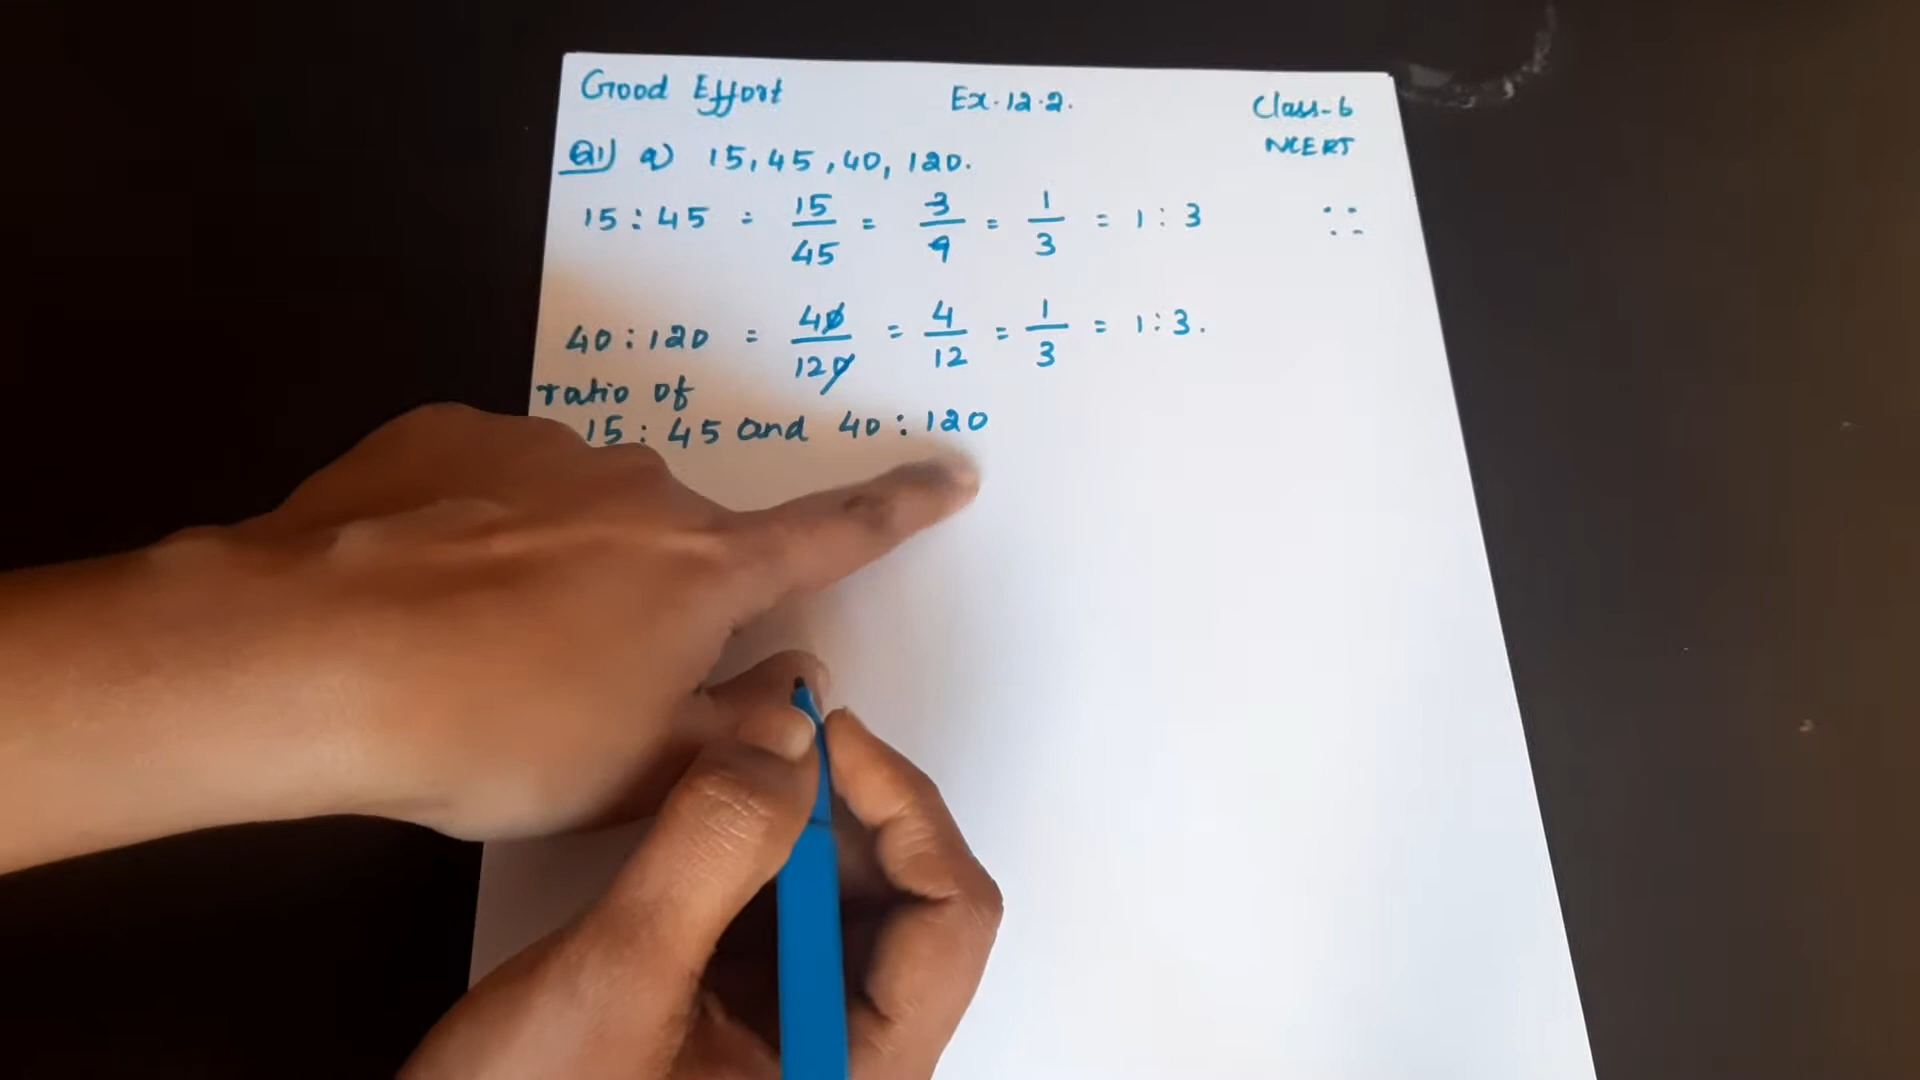 Good Effort Ex. 12.2. Class-6
NCERT
Q1) a) 15, 45, 40, 120.
15 : 45 = 15/45 = 3/9 = 1/3 = 1 : 3 ∷
40 : 120 = 40/120 = 4/12 = 1/3 = 1 : 3.
ratio of
15 : 45 and 40 : 120